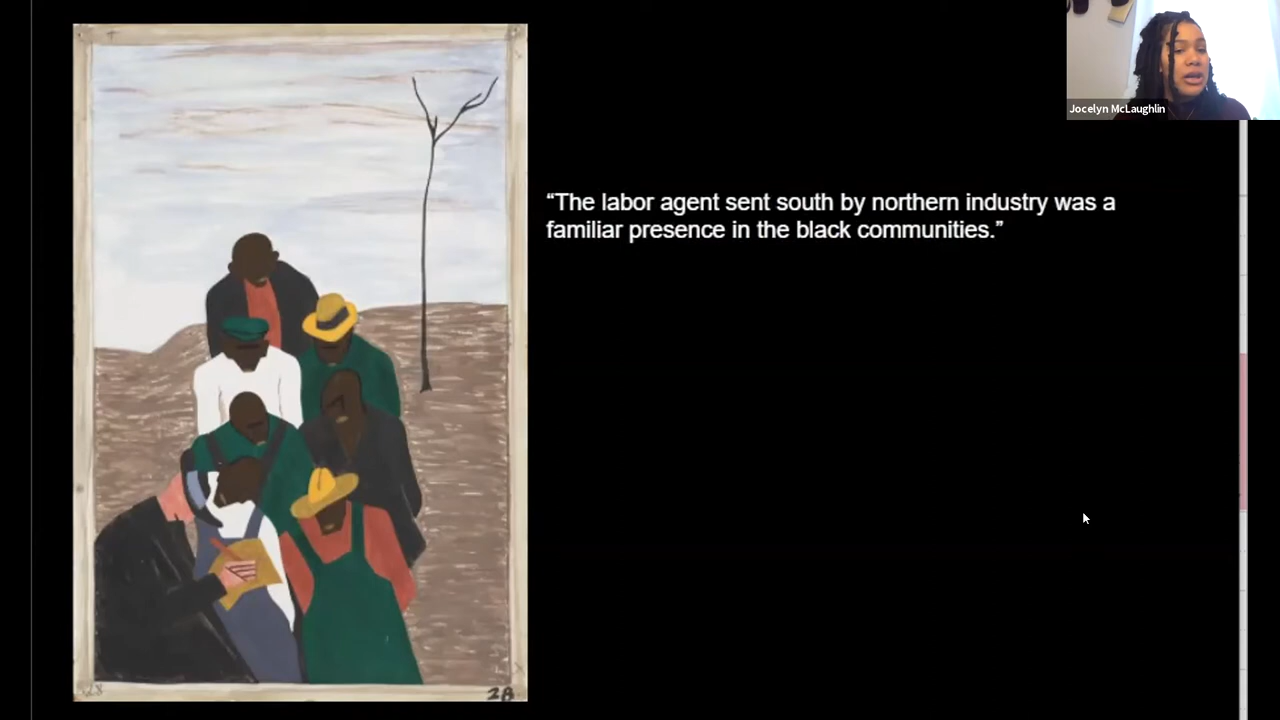 Jocelyn McLaughlin
“The labor agent sent south by northern industry was a
familiar presence in the black communities.”
28